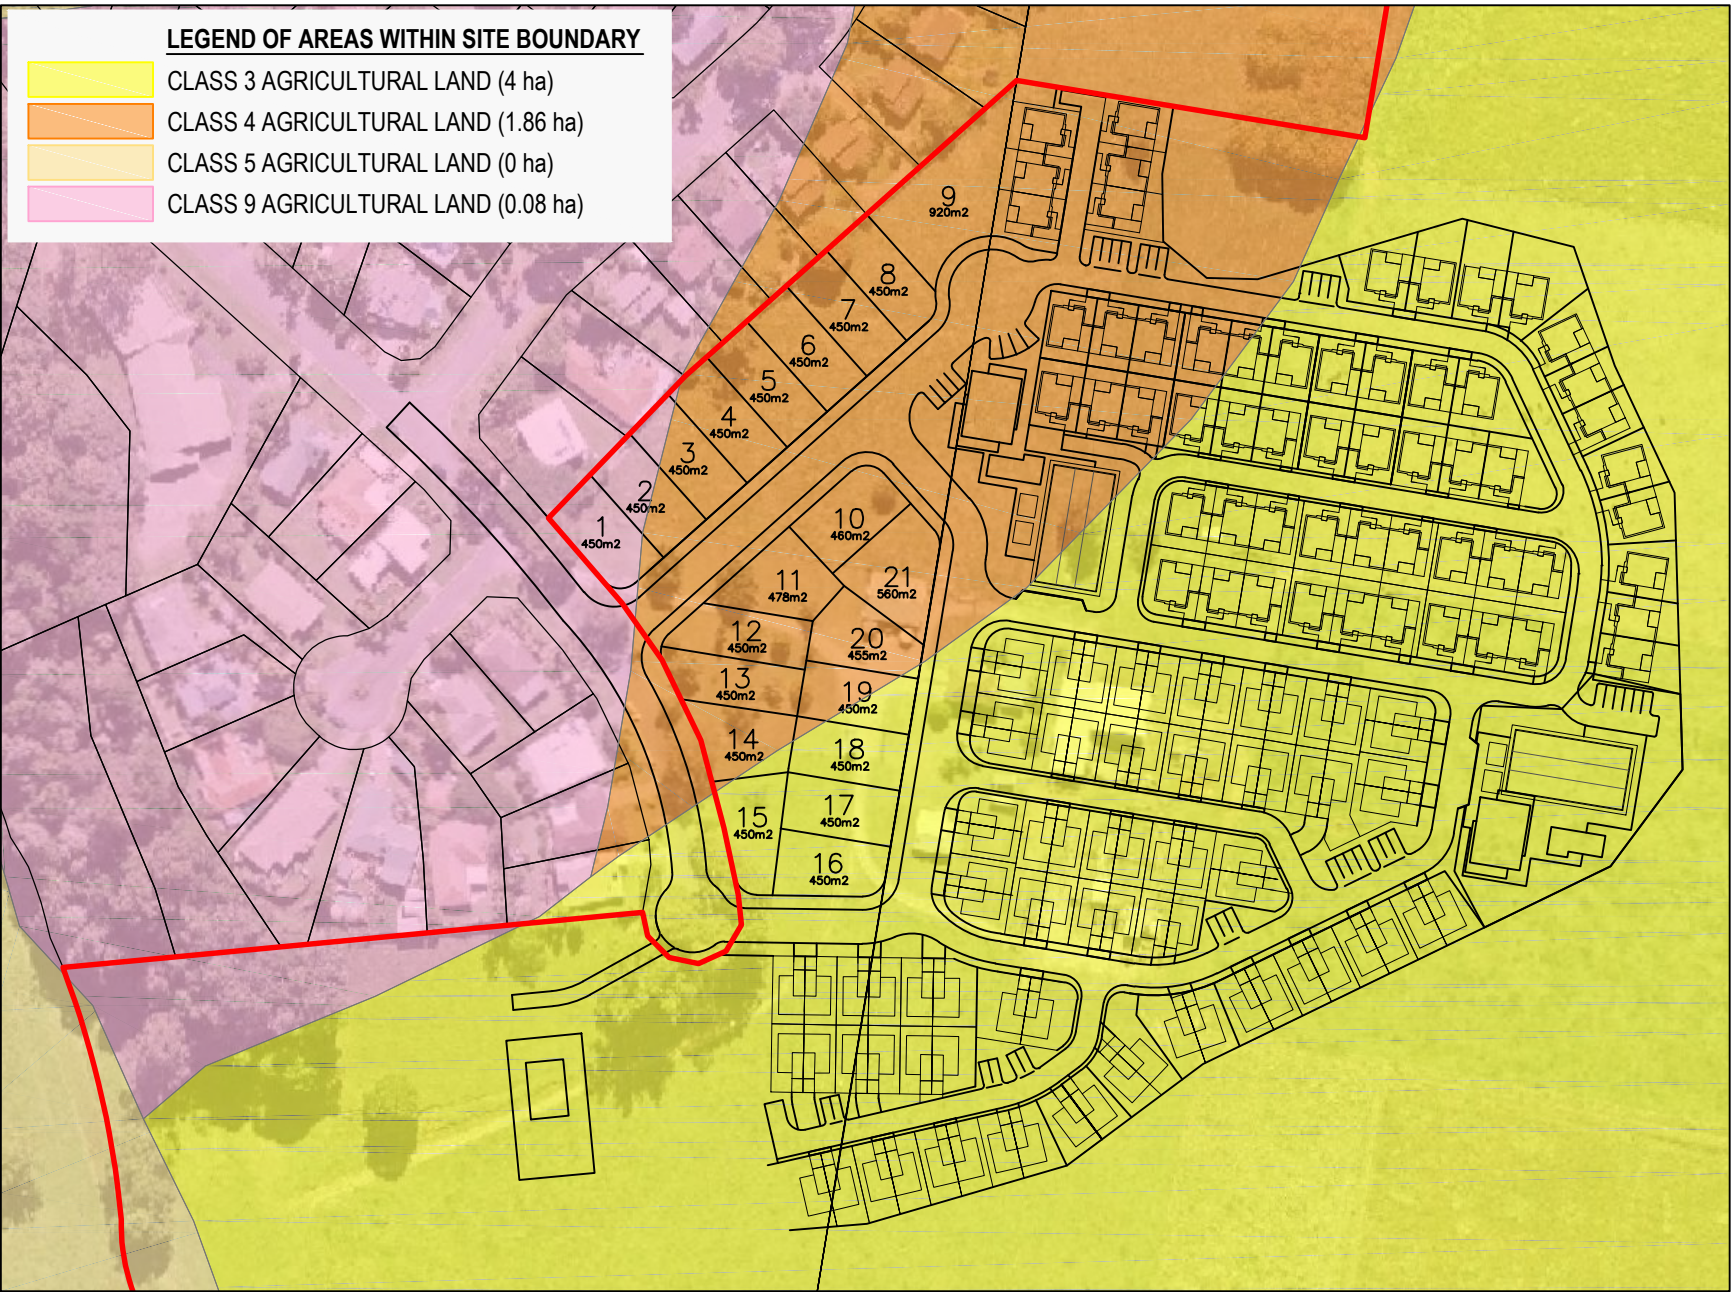 LEGEND OF AREAS WITHIN SITE BOUNDARY
CLASS 3 AGRICULTURAL LAND (4 ha)
CLASS 4 AGRICULTURAL LAND (1.86 ha)
CLASS 5 AGRICULTURAL LAND (0 ha)
CLASS 9 AGRICULTURAL LAND (0.08 ha)
9
920m2
8
450m2
7
450m2
6
450m2
5
450m2
4
450m2
3
450m2
2
450m2
1
450m2
10
460m2
11
478m2
21
560m2
12
450m2
20
455m2
13
450m2
19
450m2
14
450m2
18
450m2
15
450m2
17
450m2
16
450m2